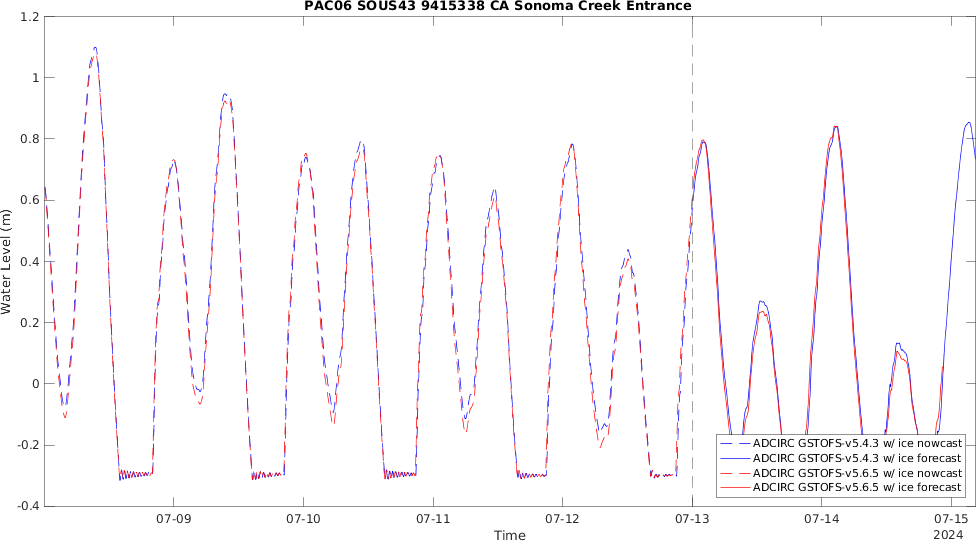 PAC06 SOUS43 9415338 CA Sonoma Creek Entrance
1.2
1
0.8
0.6
0.4
0.2
0
-0.2
-0.4
Water Level (m)
07-09
07-10
07-11
07-12
07-13
07-14
07-15
Time
2024
ADCIRC GSTOFS-v5.4.3 w/ ice nowcast
ADCIRC GSTOFS-v5.4.3 w/ ice forecast
ADCIRC GSTOFS-v5.6.5 w/ ice nowcast
ADCIRC GSTOFS-v5.6.5 w/ ice forecast